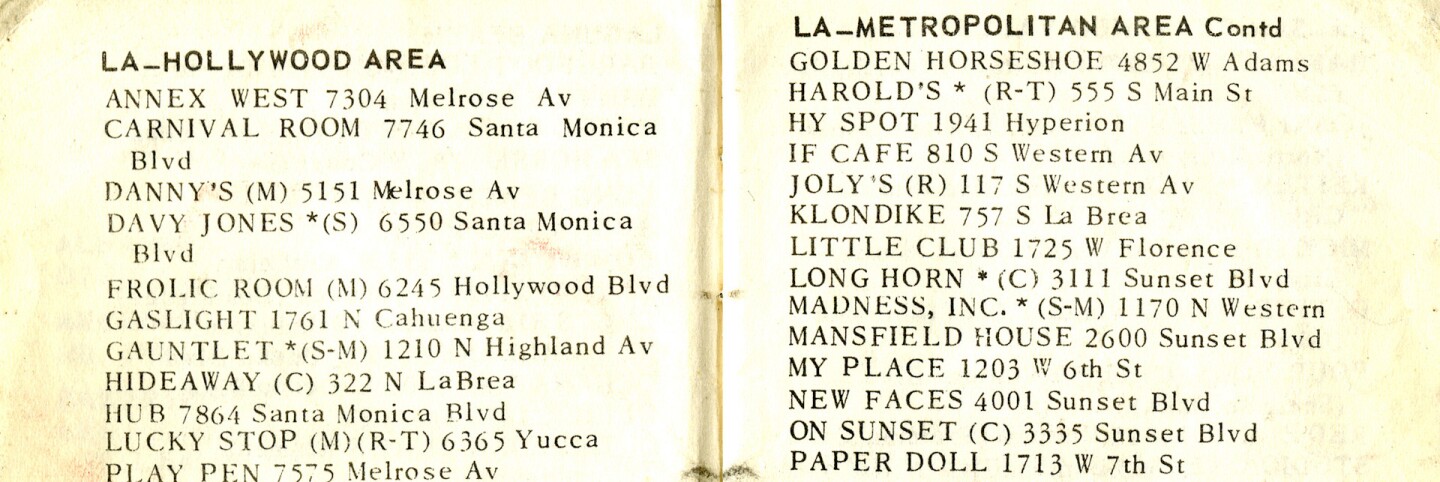 LA-HOLLYWOOD AREA
ANNEX WEST 7304 Melrose Av
CARNIVAL ROOM 7746 Santa Monica
Blvd
DANNY'S (M) 5151 Melrose Av
DAVY JONES *(S) 6550 Santa Monica
Blvd
FROLIC ROOM (M) 6245 Hollywood Blvd
GASLIGHT 1761 N Cahuenga
GAUNTLET *(S-M) 1210 N Highland Av
HIDEAWAY (C) 322 N LaBrea
HUB 7864 Santa Monica Blvd
LUCKY STOP (M)(R-T) 6365 Yucca
PLAY PEN 7575 Melrose Av
LA-METROPOLITAN AREA Contd
GOLDEN HORSESHOE 4852 W Adams
HAROLD'S * (R-T) 555 S Main St
HY SPOT 1941 Hyperion
IF CAFE 810 S Western Av
JOLY'S (R) 117 S Western Av
KLONDIKE 757 S La Brea
LITTLE CLUB 1725 W Florence
LONG HORN * (C) 3111 Sunset Blvd
MADNESS, INC. * (S-M) 1170 N Western
MANSFIELD HOUSE 2600 Sunset Blvd
MY PLACE 1203 W 6th St
NEW FACES 4001 Sunset Blvd
ON SUNSET (C) 3335 Sunset Blvd
PAPER DOLL 1713 W 7th St